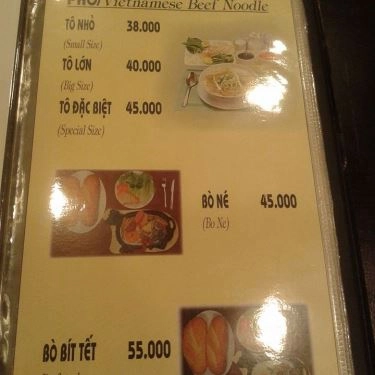 PHỞ/Vietnamese Beef Noodle
TÔ NHỎ 38.000
(Small Size)
TÔ LỚN 40.000
(Big Size)
TÔ ĐẶC BIỆT 45.000
(Special Size)
BÒ NÉ 45.000
(Bo Ne)
BÒ BÍT TẾT 55.000